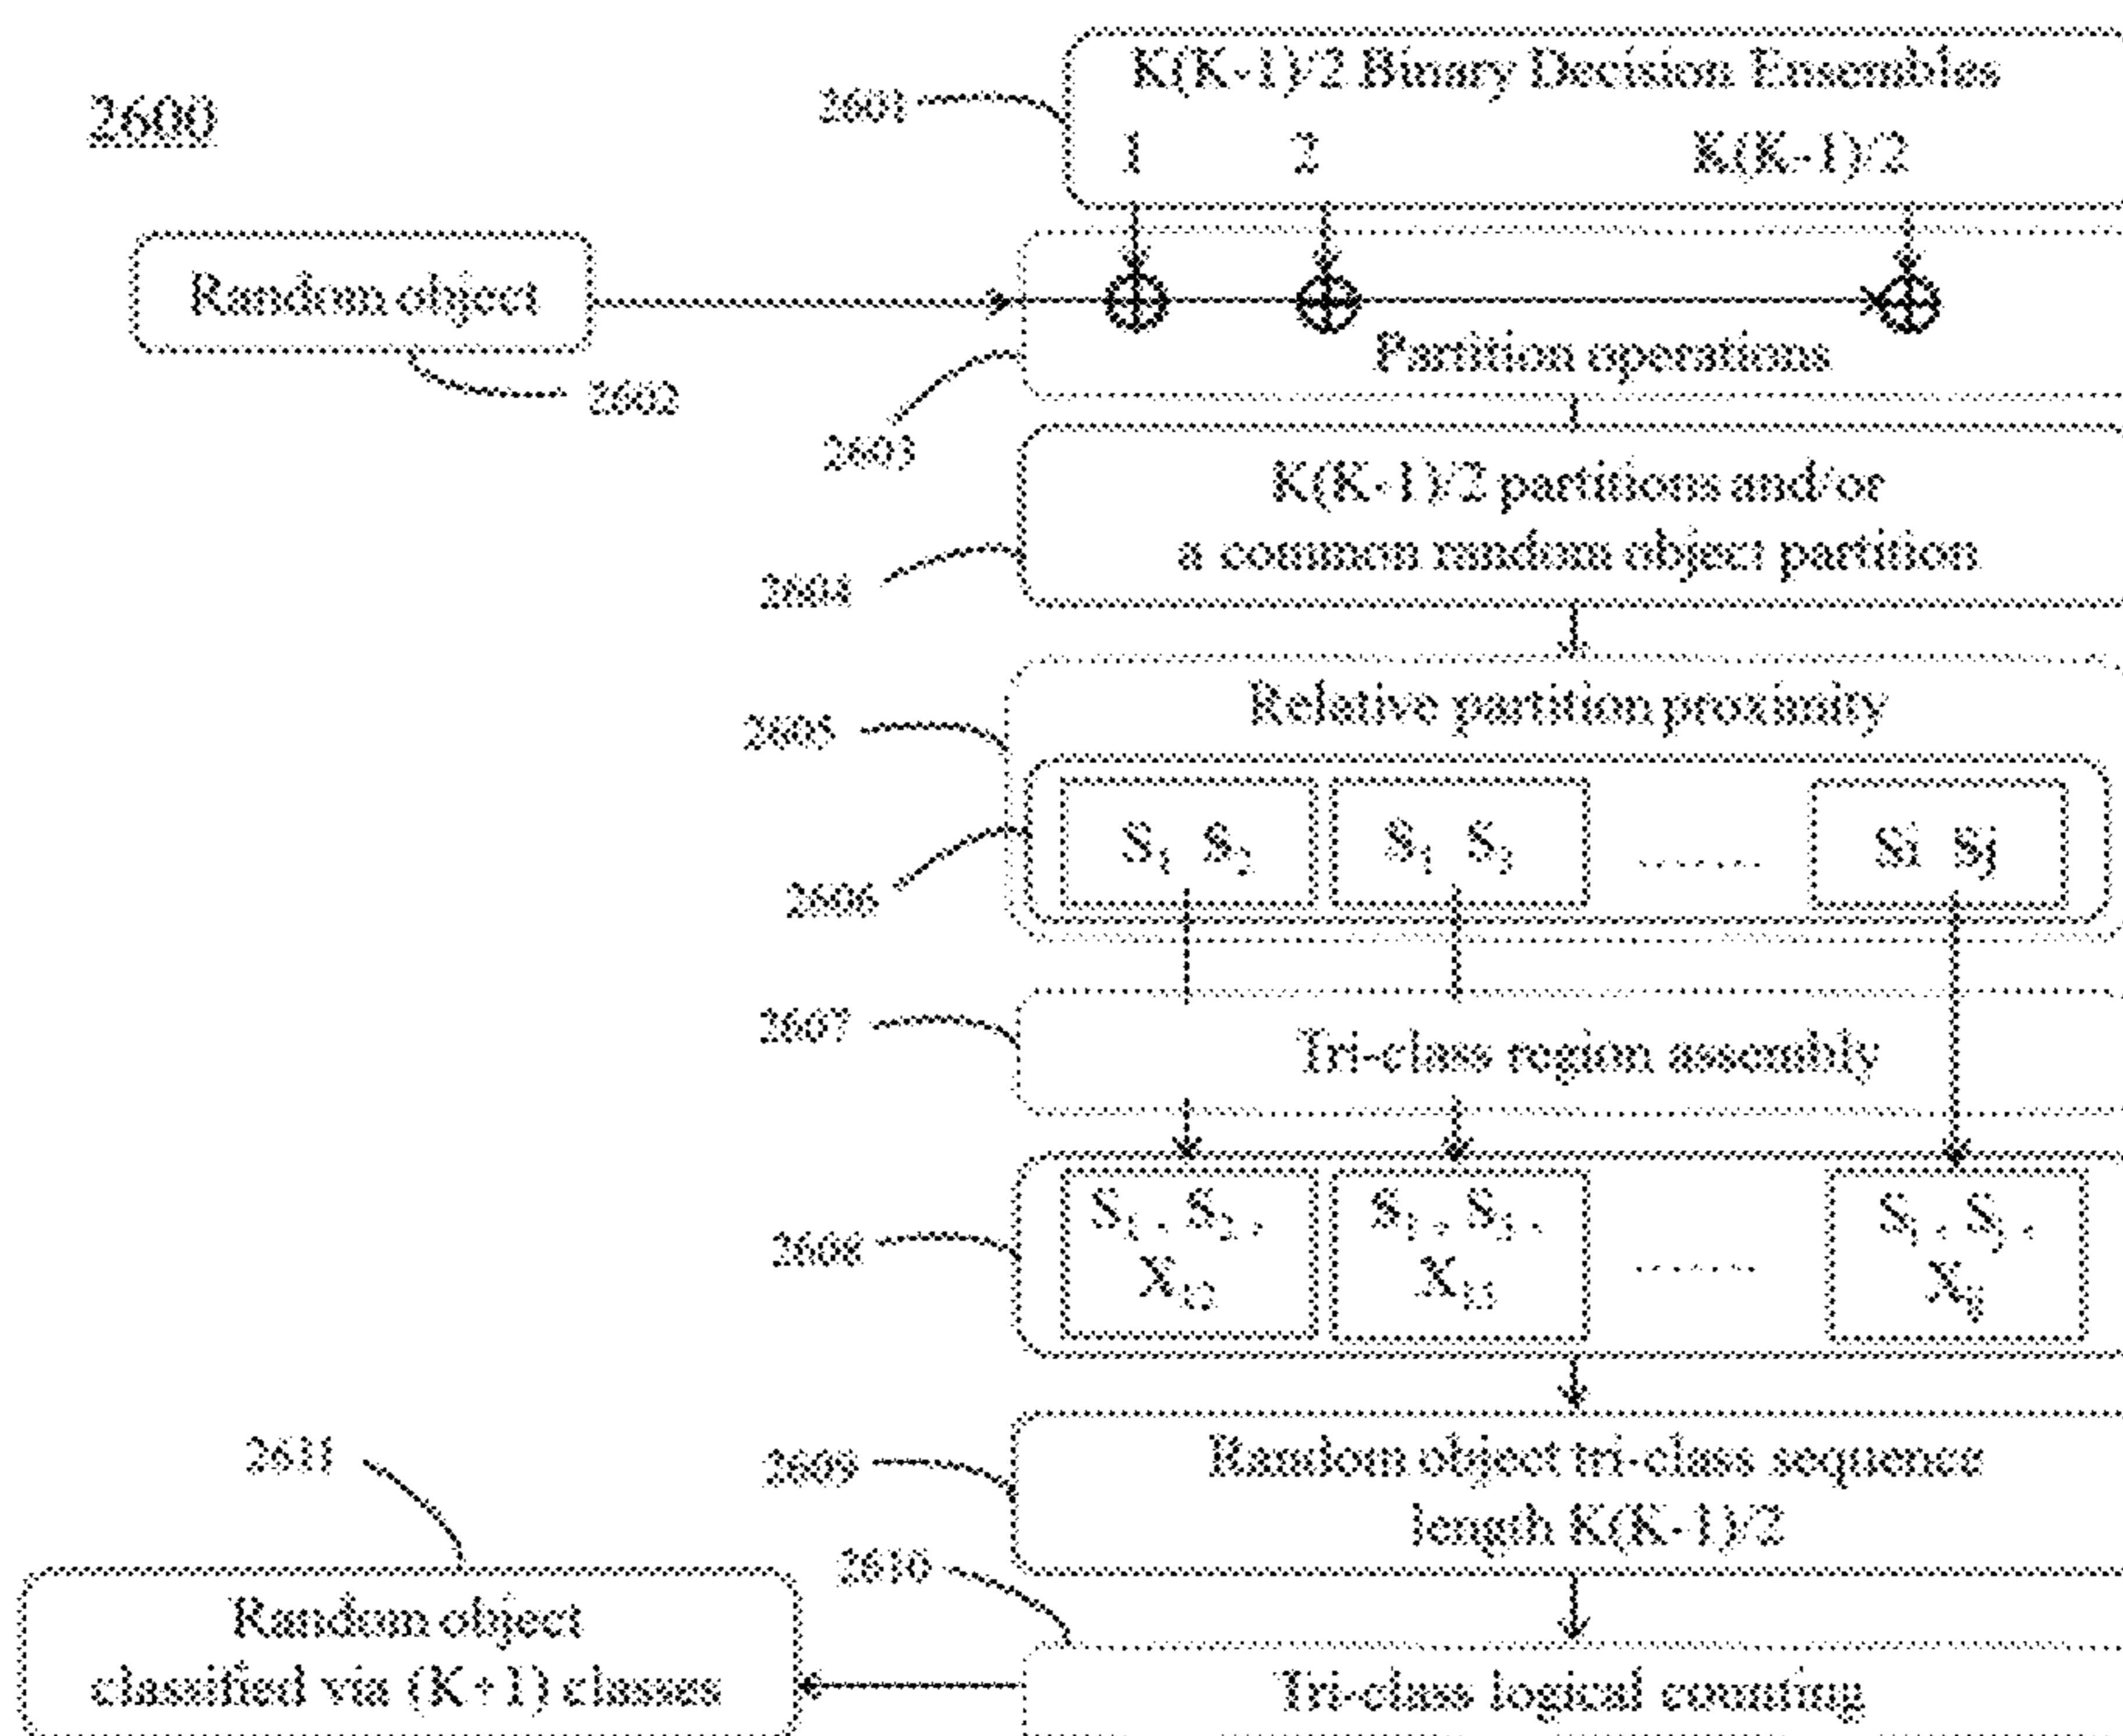 2600
2601
K(K-1)/2 Binary Decision Ensembles
1 2 K(K-1)/2
Random object
2602
Partition operations
2603
K(K-1)/2 partitions and/or
a common random object partition
2604
Relative partition proximity
2605
S1 S2 S1 S3 ....... Si Sj
2606
2607
Tri-class region assembly
S1 , S2 , S1 , S3 , Si , Sj ,
2608
X12 X13 ....... Xij
2611
2609
Random object tri-class sequence
length K(K-1)/2
2610
Random object
classified via (K+1) classes
Tri-class logical counting